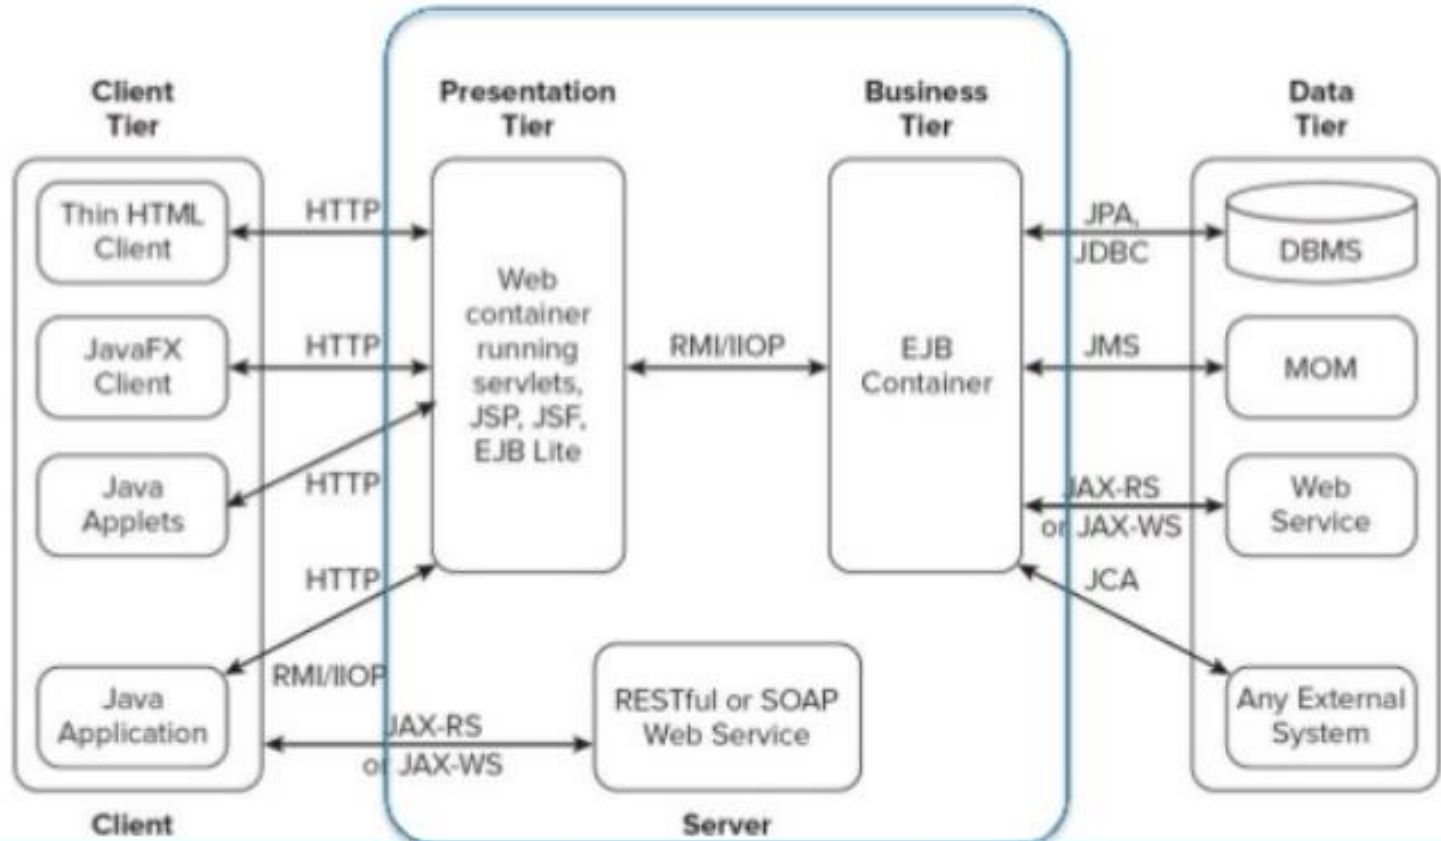 Client
Tier
Presentation
Tier
Business
Tier
Data
Tier
Thin HTML
Client
HTTP
JavaFX
Client
HTTP
Java
Applets
HTTP
HTTP
Java
Application
RMI/IIOP
JAX-RS
or JAX-WS
Web
container
running
servlets,
JSP, JSF,
EJB Lite
RMI/IIOP
EJB
Container
RESTful or SOAP
Web Service
JPA,
JDBC
DBMS
JMS
MOM
JAX-RS
or JAX-WS
Web
Service
JCA
Any External
System
Client
Server